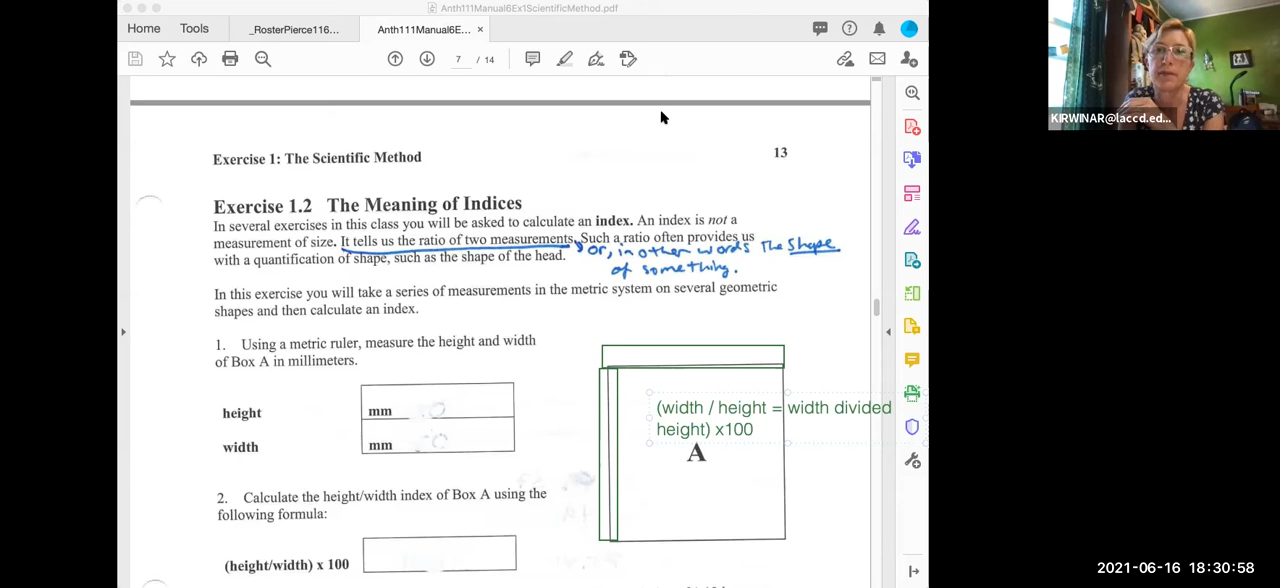 Anth111Manual6Ex1ScientificMethod.pdf
Home Tools _RosterPierce116... Anth111Manual6E... ×
7 / 14
KIRWINAR@laccd.ed...
Exercise 1: The Scientific Method 13
Exercise 1.2 The Meaning of Indices
In several exercises in this class you will be asked to calculate an index. An index is not a
measurement of size. It tells us the ratio of two measurements. Such a ratio often provides us
with a quantification of shape, such as the shape of the head.
or, in other words the shape
of something.
In this exercise you will take a series of measurements in the metric system on several geometric
shapes and then calculate an index.
1. Using a metric ruler, measure the height and width
of Box A in millimeters.
height mm
width mm
(width / height = width divided
height) x100
A
2. Calculate the height/width index of Box A using the
following formula:
(height/width) x 100
2021-06-16 18:30:58